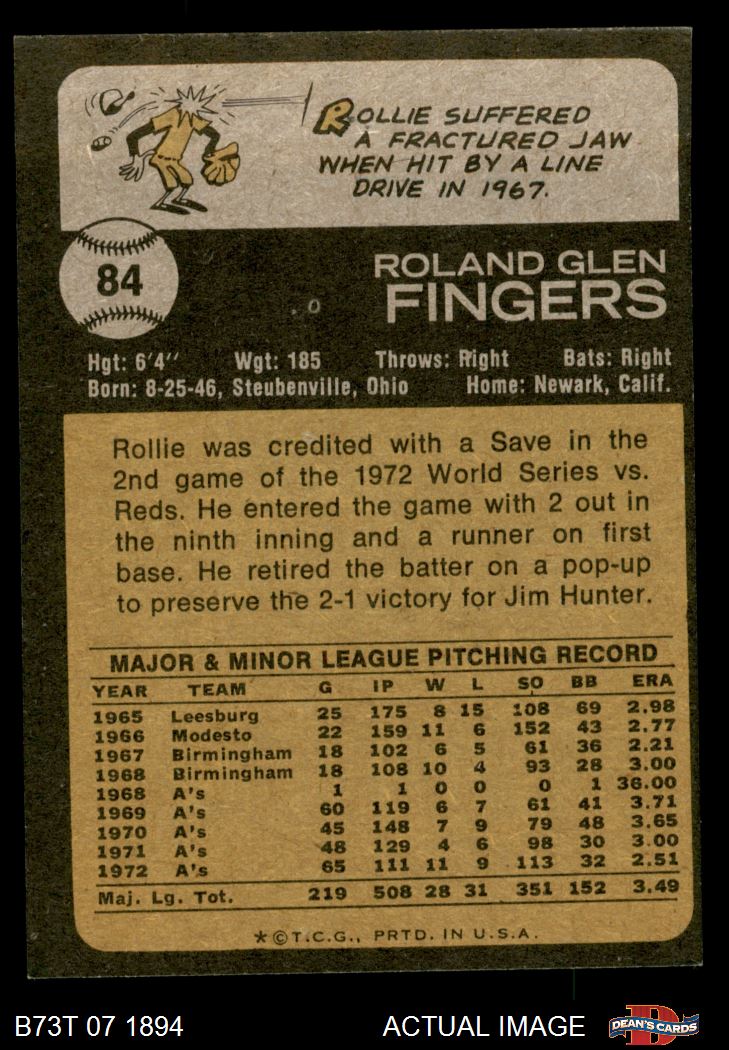 ROLLIE SUFFERED
A FRACTURED JAW
WHEN HIT BY A LINE
DRIVE IN 1967.
84
ROLAND GLEN
FINGERS
Hgt: 6'4" Wgt: 185 Throws: Right Bats: Right
Born: 8-25-46, Steubenville, Ohio Home: Newark, Calif.
Rollie was credited with a Save in the
2nd game of the 1972 World Series vs.
Reds. He entered the game with 2 out in
the ninth inning and a runner on first
base. He retired the batter on a pop-up
to preserve the 2-1 victory for Jim Hunter.
MAJOR & MINOR LEAGUE PITCHING RECORD
YEAR TEAM G IP W L SO BB ERA
1965 Leesburg 25 175 8 15 108 69 2.98
1966 Modesto 22 159 11 6 152 43 2.77
1967 Birmingham 18 102 6 5 61 36 2.21
1968 Birmingham 18 108 10 4 93 28 3.00
1968 A's 1 1 0 0 0 1 36.00
1969 A's 60 119 6 7 61 41 3.71
1970 A's 45 148 7 9 79 48 3.65
1971 A's 48 129 4 6 98 30 3.00
1972 A's 65 111 11 9 113 32 2.51
Maj. Lg. Tot. 219 508 28 31 351 152 3.49
*©T.C.G., PRTD. IN U.S.A.
B73T 07 1894 ACTUAL IMAGE DEAN'S CARDS